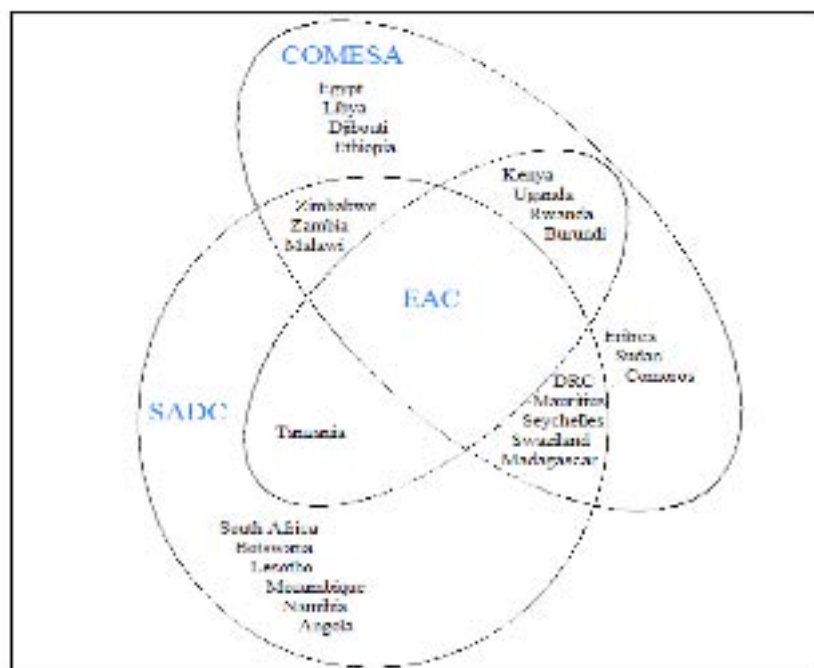 COMESA
Egypt
Libya
Djibouti
Ethiopia
Kenya
Uganda
Rwanda
Burundi
Zimbabwe
Zambia
Malawi
EAC
Eritrea
Sudan
Comoros
DRC
Mauritus
Seychelles
Swaziland
Madagascar
SADC
Tanzania
South Africa
Botswana
Lesotho
Mozambique
Namibia
Angola